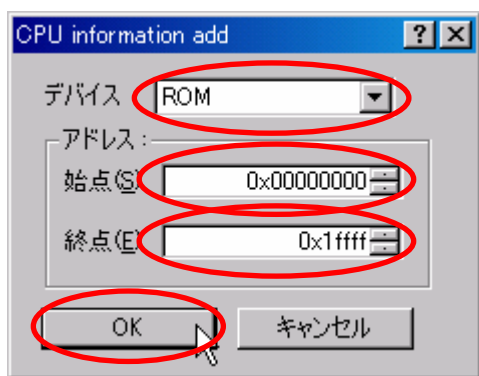 CPU information add
デバイス ROM
アドレス:
始点(S) 0x00000000
終点(E) 0x1ffff
OK キャンセル